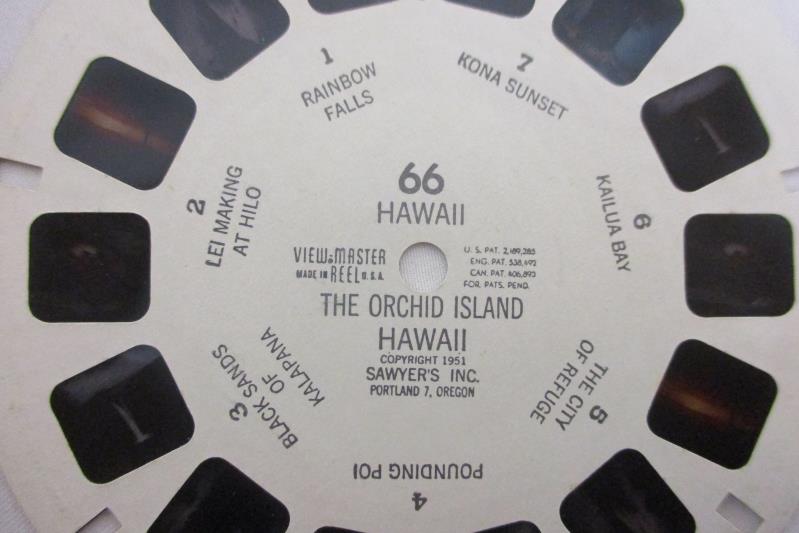 66
HAWAII
VIEW-MASTER
MADE IN REEL U.S.A.
U.S. PAT. 2,189,285
ENG. PAT. 538,492
CAN. PAT. 406,893
FOR. PATS. PEND.
THE ORCHID ISLAND
HAWAII
COPYRIGHT 1951
SAWYER'S INC.
PORTLAND 7, OREGON
1
RAINBOW
FALLS
2
LEI MAKING
AT HILO
3
BLACK SANDS
OF
KALAPANA
4
POUNDING POI
5
THE CITY
OF REFUGE
6
KAILUA BAY
7
KONA SUNSET